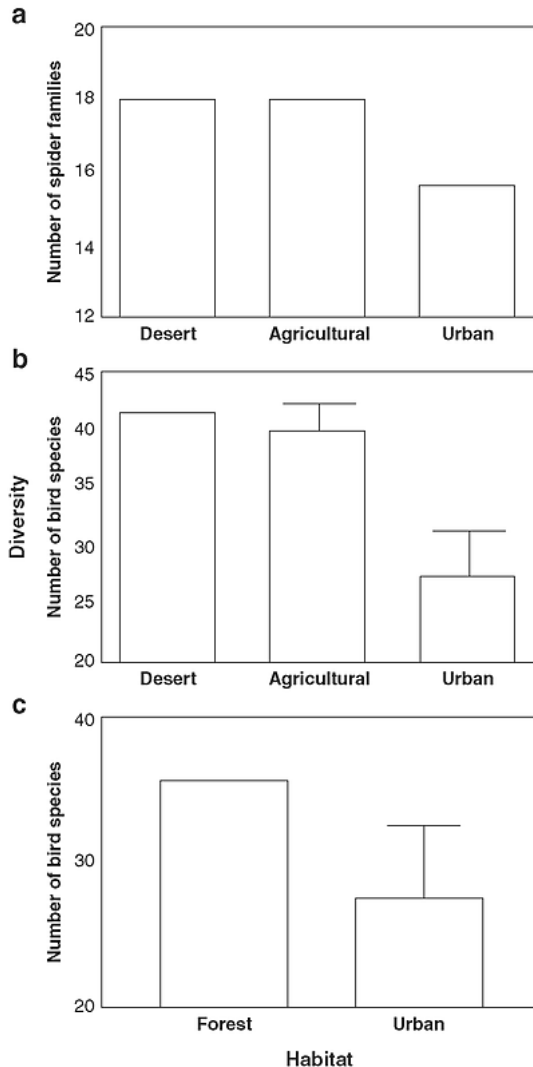 a
Number of spider families
20
18
16
14
12
Desert Agricultural Urban
b
Diversity
Number of bird species
45
40
35
30
25
20
Desert Agricultural Urban
c
Number of bird species
40
30
20
Forest Urban
Habitat